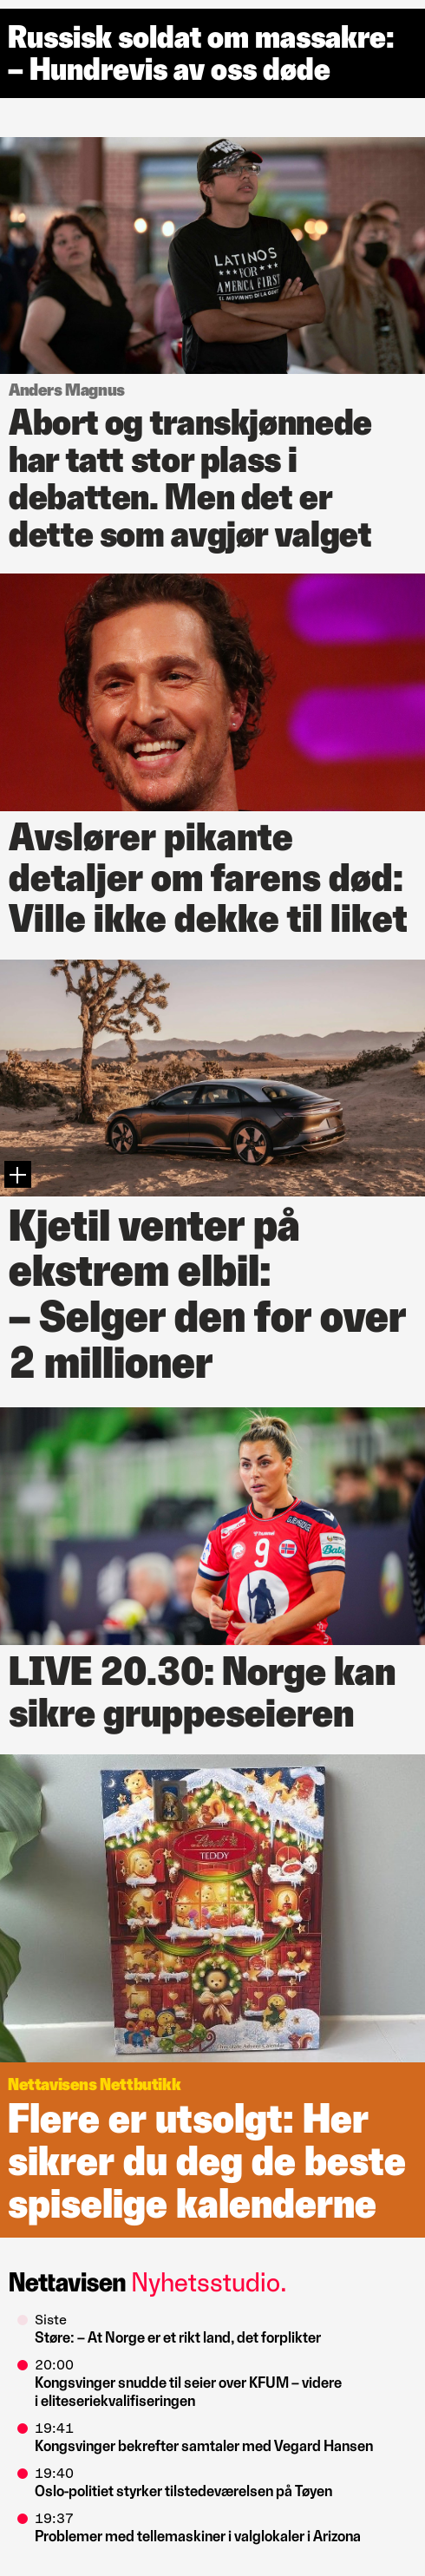 Russisk soldat om massakre:
– Hundrevis av oss døde
LATINOS
FOR
AMERICA FIRST
Anders Magnus
Abort og transkjønnede
har tatt stor plass i
debatten. Men det er
dette som avgjør valget
Avslører pikante
detaljer om farens død:
Ville ikke dekke til liket
Kjetil venter på
ekstrem elbil:
– Selger den for over
2 millioner
9
LIVE 20.30: Norge kan
sikre gruppeseieren
Lindt
TEDDY
Nettavisens Nettbutikk
Flere er utsolgt: Her
sikrer du deg de beste
spiselige kalenderne
Nettavisen Nyhetsstudio.
Siste
Støre: – At Norge er et rikt land, det forplikter
20:00
Kongsvinger snudde til seier over KFUM – videre
i eliteseriekvalifiseringen
19:41
Kongsvinger bekrefter samtaler med Vegard Hansen
19:40
Oslo-politiet styrker tilstedeværelsen på Tøyen
19:37
Problemer med tellemaskiner i valglokaler i Arizona